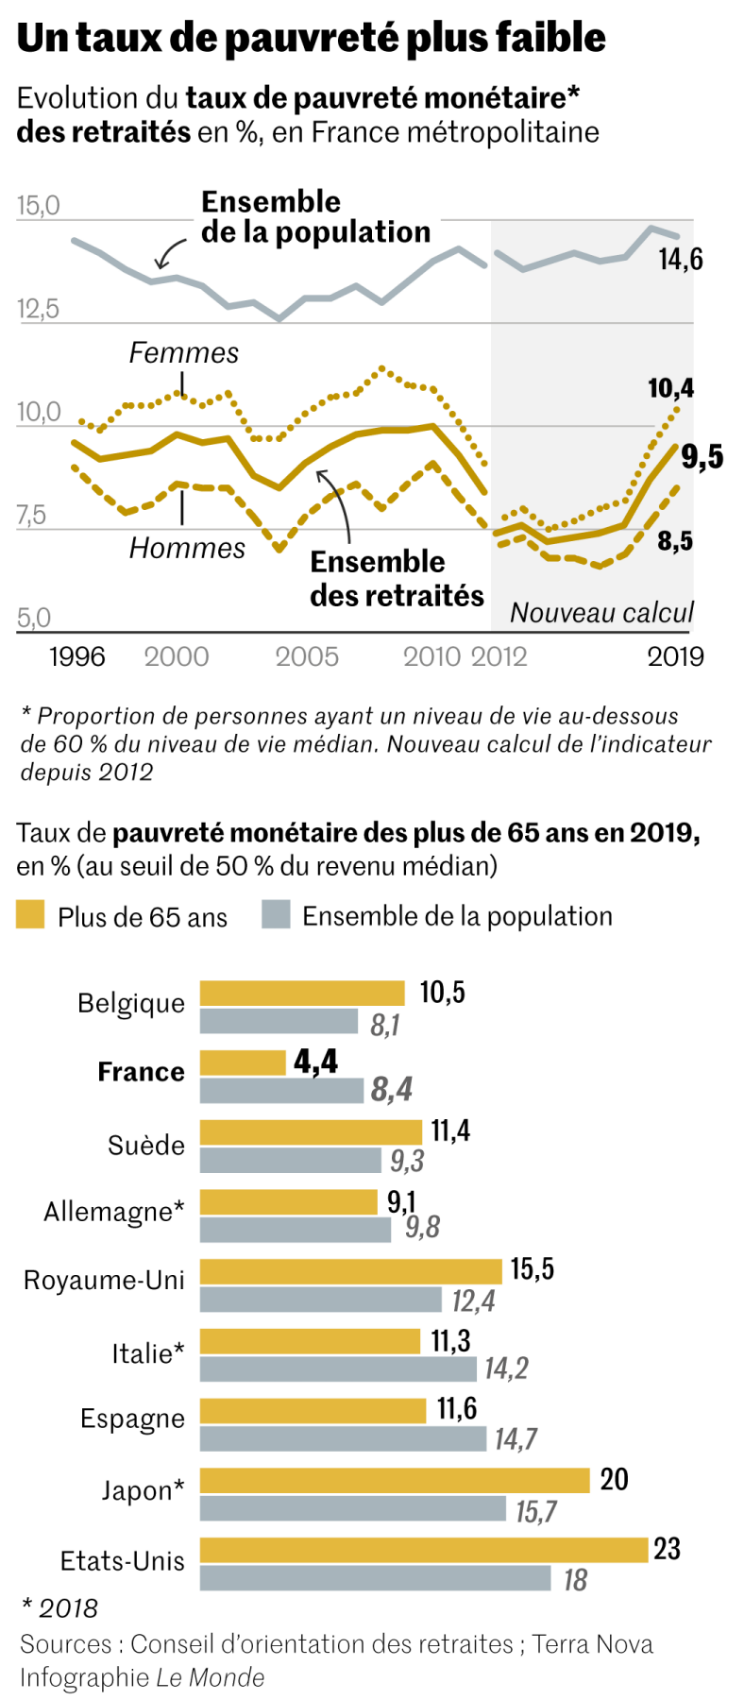 Un taux de pauvreté plus faible
Evolution du taux de pauvreté monétaire*
des retraités en %, en France métropolitaine
15,0
Ensemble
de la population
14,6
12,5
Femmes
10,4
10,0
9,5
7,5
Hommes
8,5
Ensemble
des retraités
Nouveau calcul
5,0
1996 2000 2005 2010 2012 2019
* Proportion de personnes ayant un niveau de vie au-dessous
de 60 % du niveau de vie médian. Nouveau calcul de l’indicateur
depuis 2012
Taux de pauvreté monétaire des plus de 65 ans en 2019,
en % (au seuil de 50 % du revenu médian)
Plus de 65 ans Ensemble de la population
Belgique 10,5
8,1
France 4,4
8,4
Suède 11,4
9,3
Allemagne* 9,1
9,8
Royaume-Uni 15,5
12,4
Italie* 11,3
14,2
Espagne 11,6
14,7
Japon* 20
15,7
Etats-Unis 23
18
* 2018
Sources : Conseil d’orientation des retraites ; Terra Nova
Infographie Le Monde